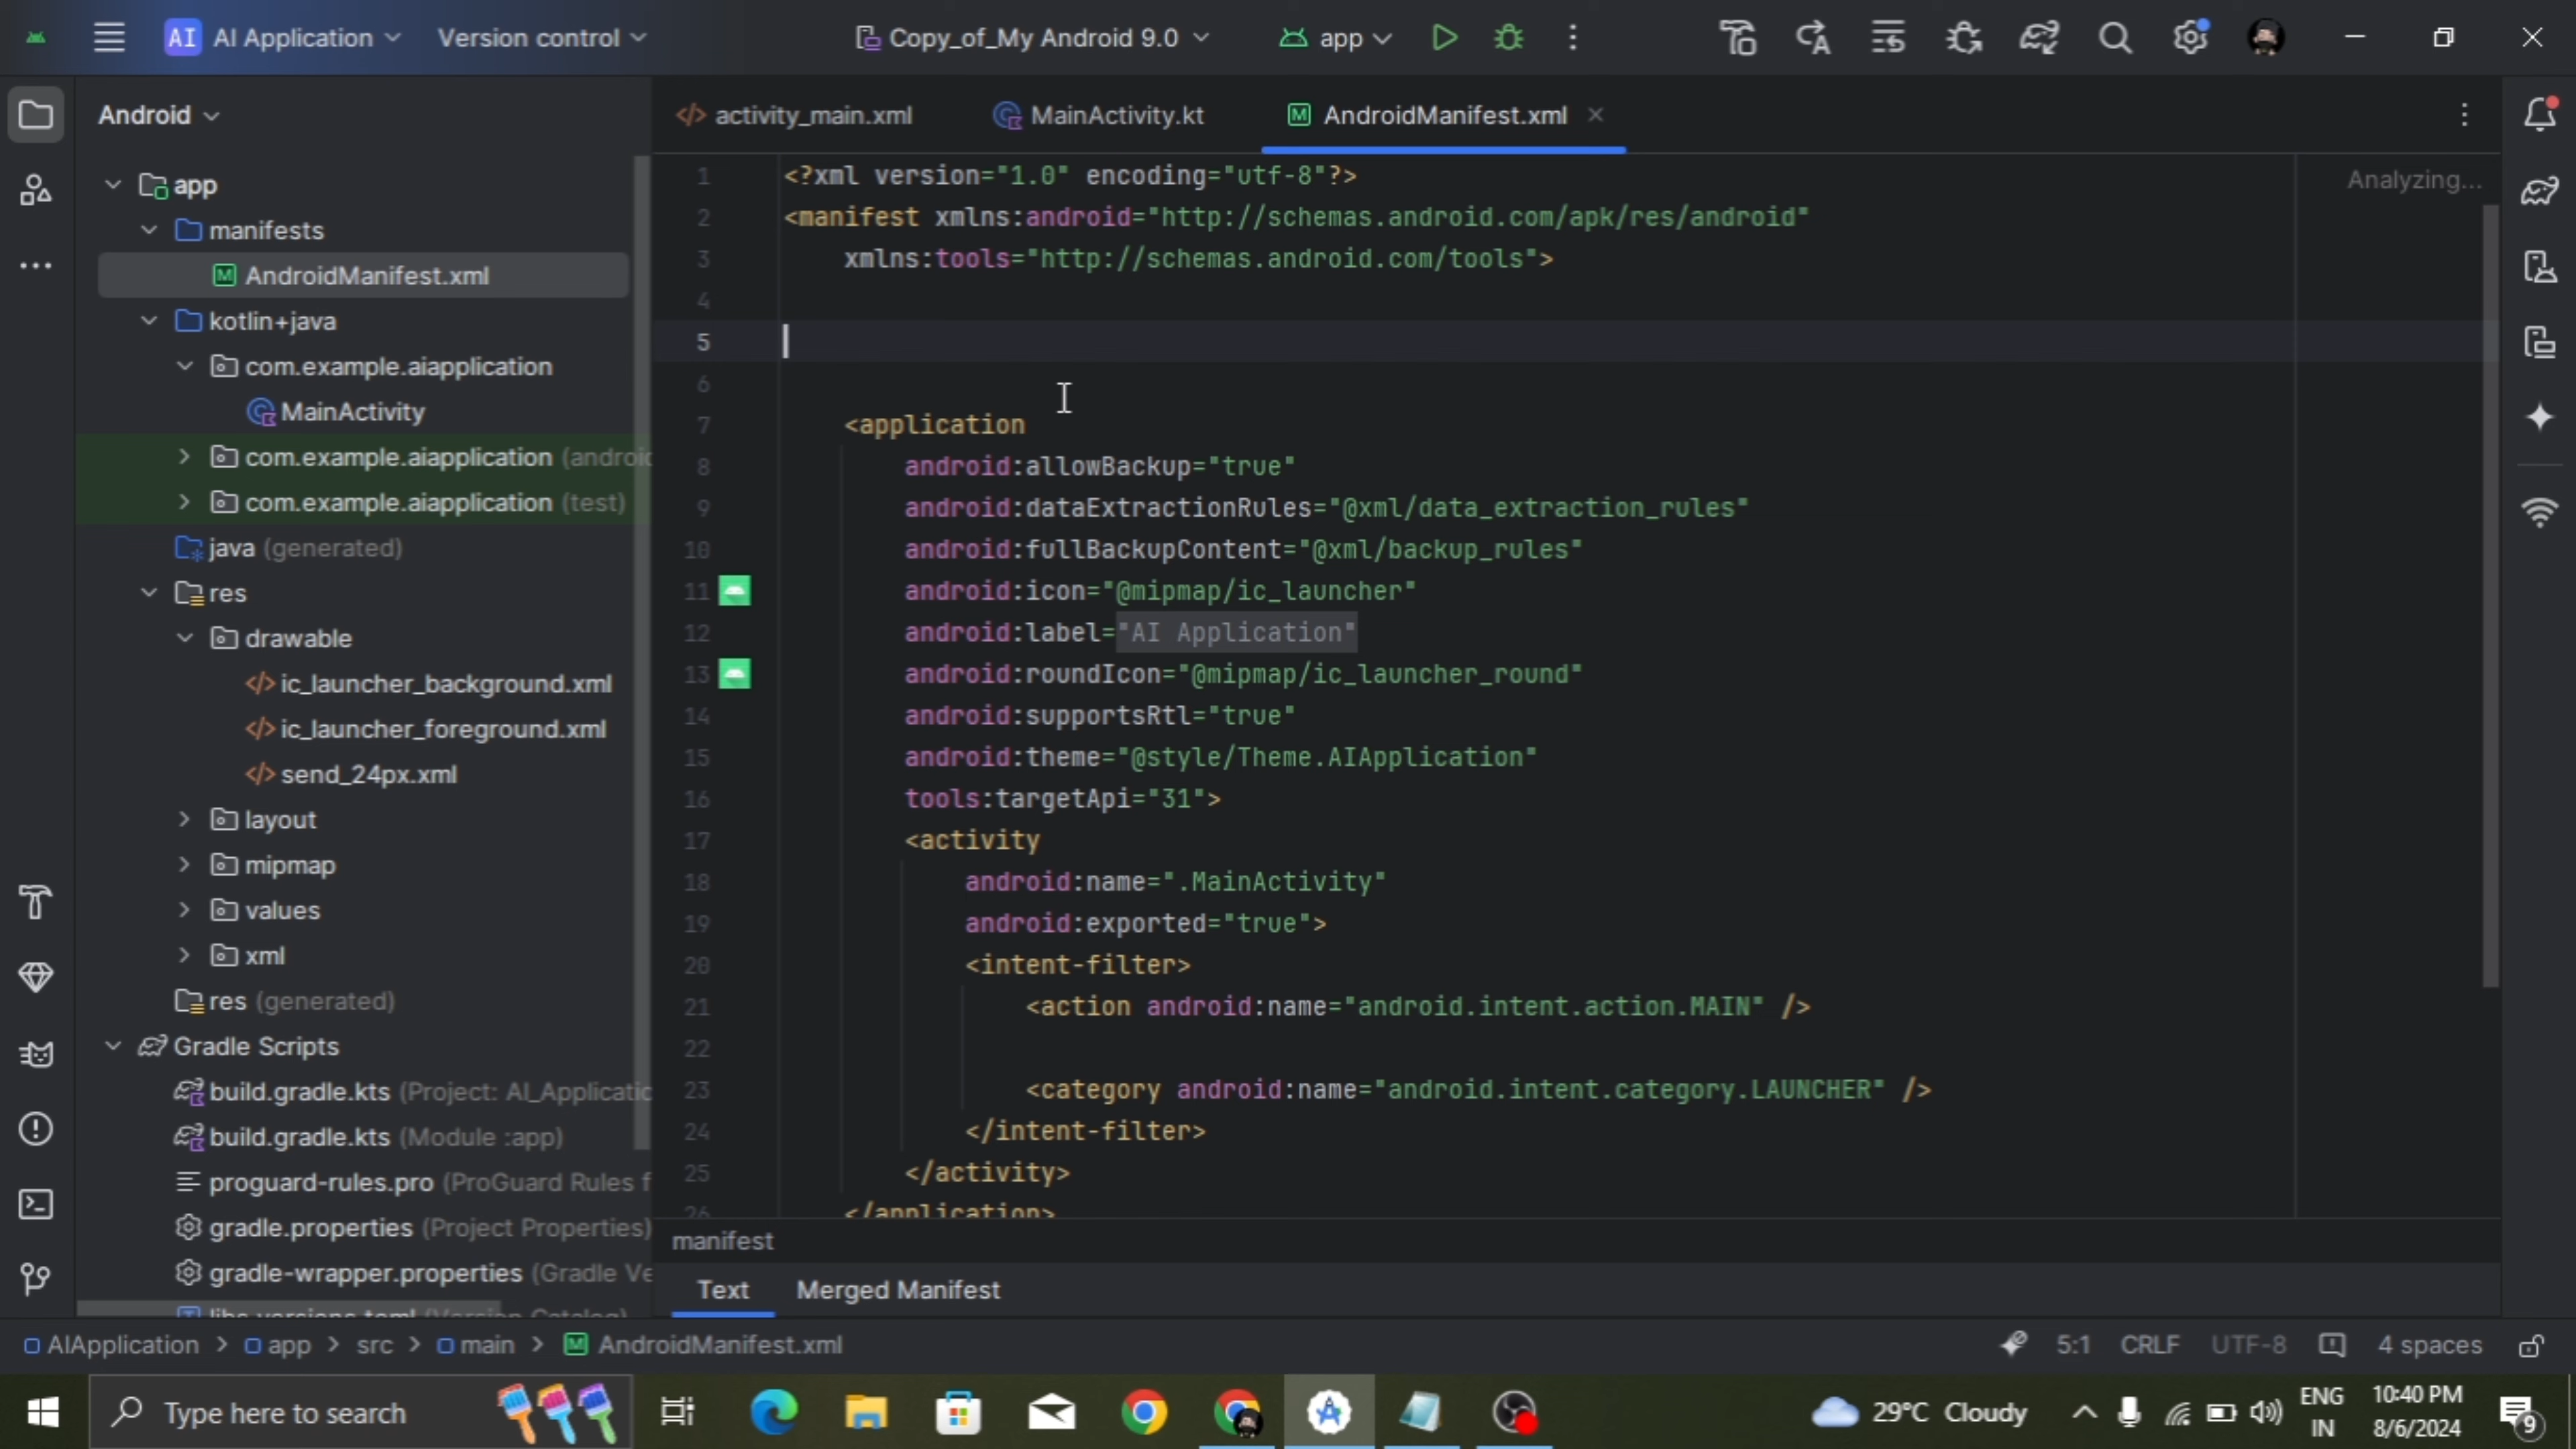 AI AI Application Version control Copy_of_My Android 9.0 app
Android
activity_main.xml MainActivity.kt AndroidManifest.xml
app
manifests
AndroidManifest.xml
kotlin+java
com.example.aiapplication
MainActivity
com.example.aiapplication
com.example.aiapplication (test)
java (generated)
res
drawable
ic_launcher_background.xml
ic_launcher_foreground.xml
send_24px.xml
layout
mipmap
values
xml
res (generated)
Gradle Scripts
build.gradle.kts (Project: AI_Applicatic
build.gradle.kts (Module :app)
proguard-rules.pro (ProGuard Rules f
gradle.properties (Project Properties)
gradle-wrapper.properties (Gradle Ve
libs.versions.toml (Version Catalog)
Analyzing...
1 <?xml version="1.0" encoding="utf-8"?>
2 <manifest xmlns:android="http://schemas.android.com/apk/res/android"
3 xmlns:tools="http://schemas.android.com/tools">
4
5
6
7 <application
8 android:allowBackup="true"
9 android:dataExtractionRules="@xml/data_extraction_rules"
10 android:fullBackupContent="@xml/backup_rules"
11 android:icon="@mipmap/ic_launcher"
12 android:label="AI Application"
13 android:roundIcon="@mipmap/ic_launcher_round"
14 android:supportsRtl="true"
15 android:theme="@style/Theme.AIApplication"
16 tools:targetApi="31">
17 <activity
18 android:name=".MainActivity"
19 android:exported="true">
20 <intent-filter>
21 <action android:name="android.intent.action.MAIN" />
22
23 <category android:name="android.intent.category.LAUNCHER" />
24 </intent-filter>
25 </activity>
26 </application>
manifest
Text Merged Manifest
AIApplication > app > src > main > AndroidManifest.xml 5:1 CRLF UTF-8 4 spaces
Type here to search 29°C Cloudy ENG IN 10:40 PM 8/6/2024 9